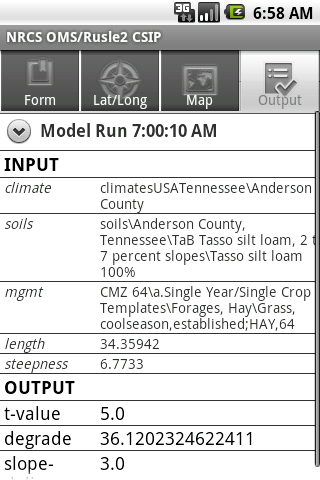 3G 6:58 AM
NRCS OMS/Rusle2 CSIP
Form Lat/Long Map Output
Model Run 7:00:10 AM
INPUT
climate climatesUSATennessee\Anderson
County
soils soils\Anderson County,
Tennessee\TaB Tasso silt loam, 2 t
7 percent slopes\Tasso silt loam
100%
mgmt CMZ 64\a.Single Year/Single Crop
Templates\Forages, Hay\Grass,
coolseason,established;HAY,64
length 34.35942
steepness 6.7733
OUTPUT
t-value 5.0
degrade 36.1202324622411
slope- 3.0